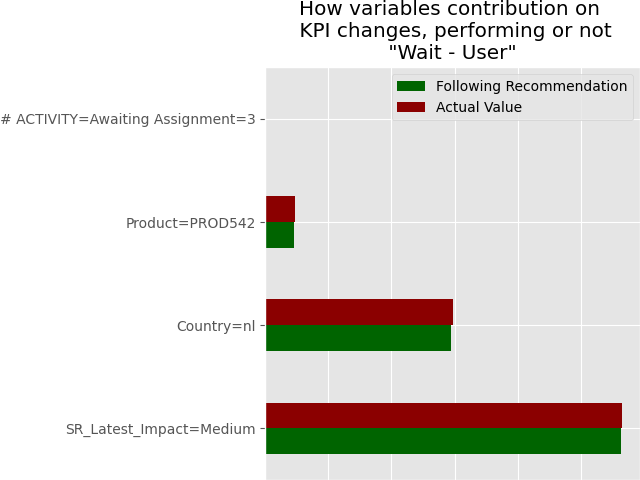 How variables contribution on
KPI changes, performing or not
"Wait - User"
Following Recommendation
Actual Value
# ACTIVITY=Awaiting Assignment=3
Product=PROD542
Country=nl
SR_Latest_Impact=Medium